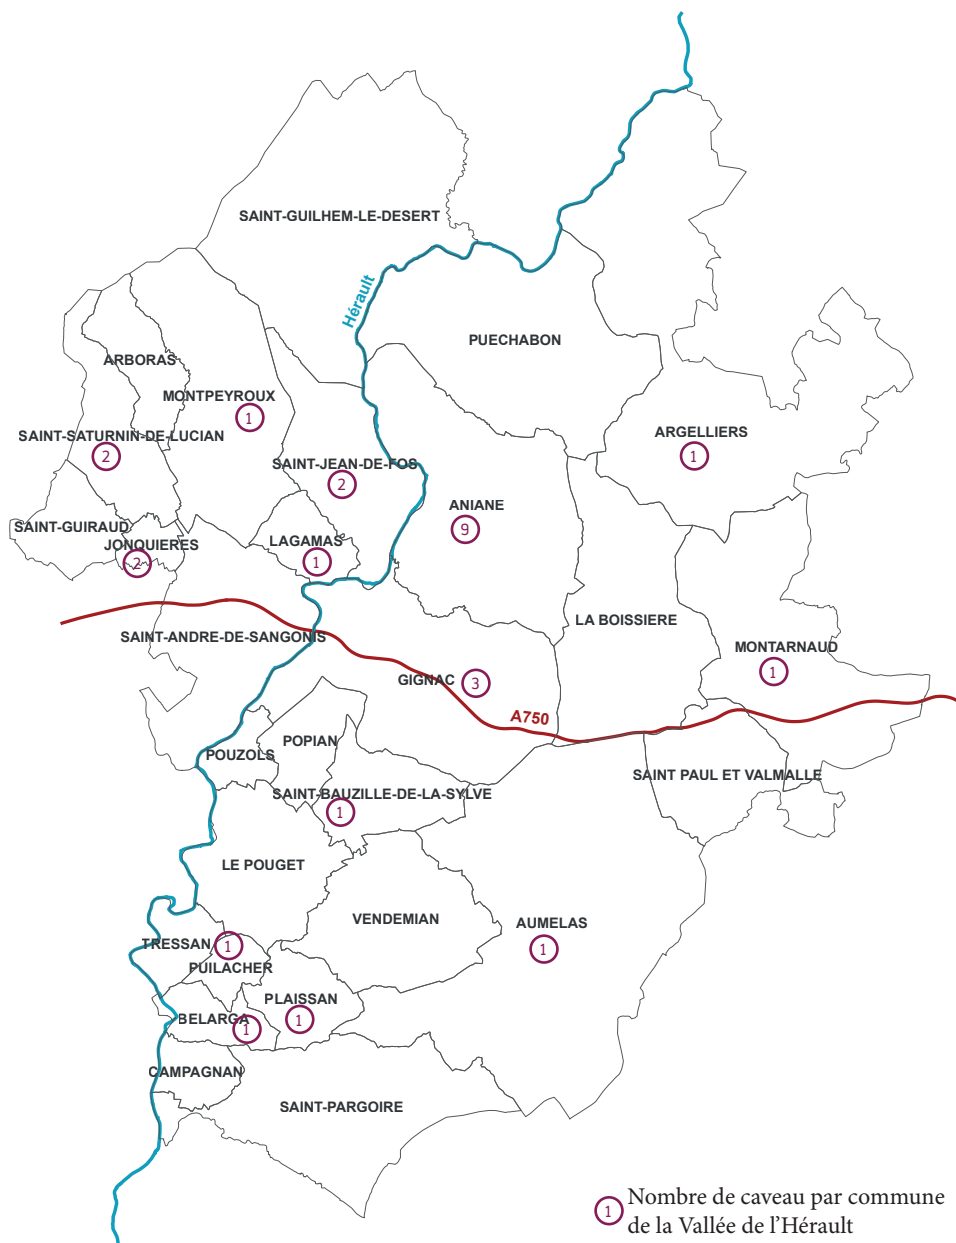 SAINT-GUILHEM-LE-DESERT
Hérault
PUECHABON
ARBORAS
MONTPEYROUX
1
SAINT-SATURNIN-DE-LUCIAN
2
ARGELLIERS
1
SAINT-JEAN-DE-FOS
2
ANIANE
9
SAINT-GUIRAUD
JONQUIERES
2
LAGAMAS
1
LA BOISSIERE
SAINT-ANDRE-DE-SANGONIS
MONTARNAUD
1
GIGNAC
3
A750
POPIAN
POUZOLS
SAINT PAUL ET VALMALLE
SAINT-BAUZILLE-DE-LA-SYLVE
1
LE POUGET
VENDEMIAN
AUMELAS
1
TRESSAN
1
PUILACHER
PLAISSAN
1
BELARGA
1
CAMPAGNAN
SAINT-PARGOIRE
1
Nombre de caveau par commune
de la Vallée de l'Hérault